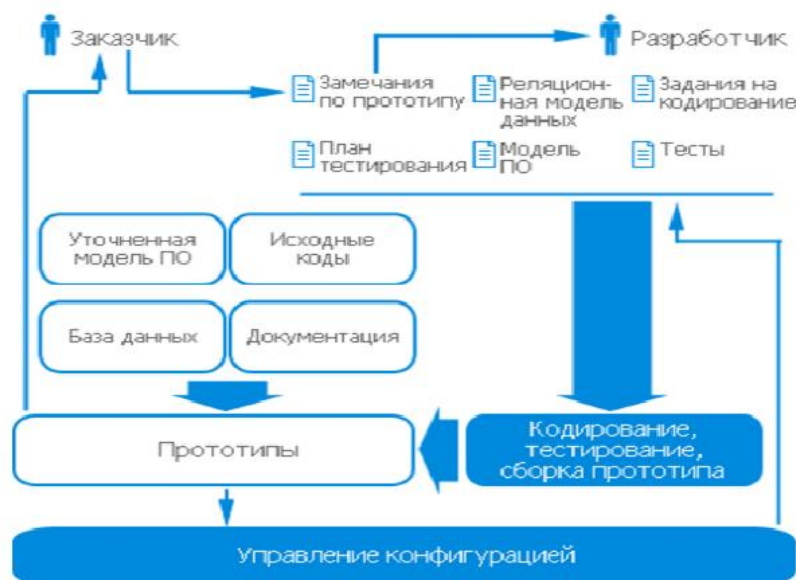 Заказчик
Разработчик
Замечания
по прототипу
Реляцион-
ная модель
данных
Задания на
кодирование
План
тестирования
Модель
ПО
Тесты
Уточненная
модель ПО
Исходные
коды
База данных
Документация
Прототипы
Кодирование,
тестирование,
сборка прототипа
Управление конфигурацией